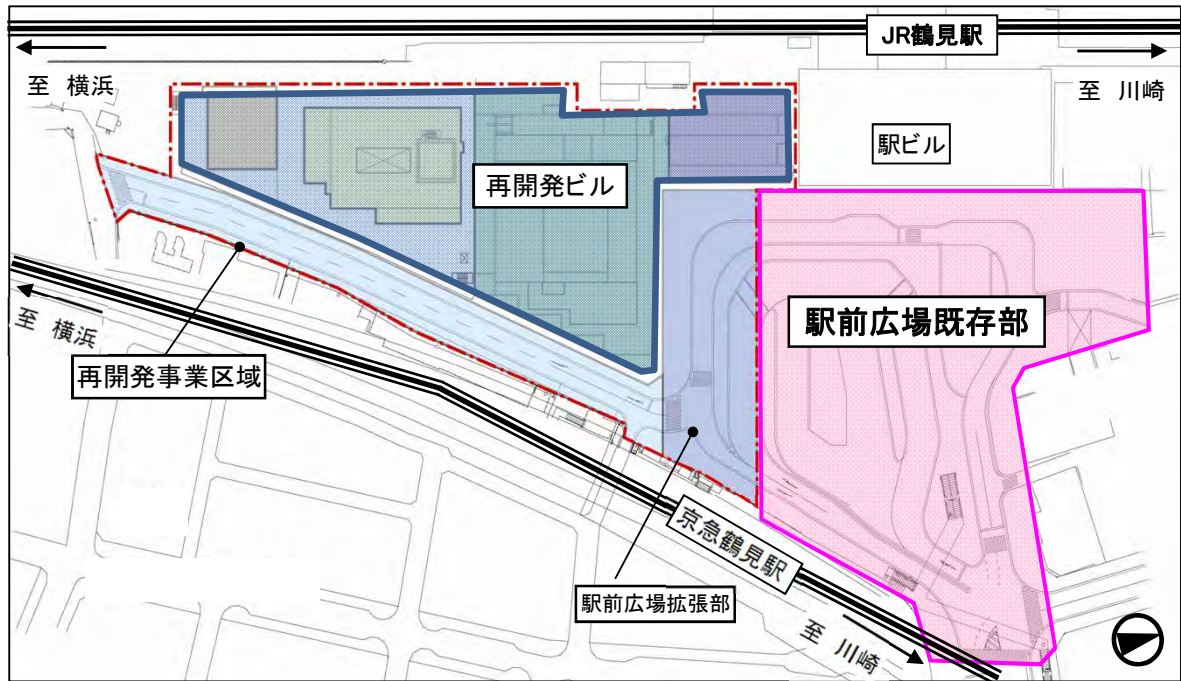 JR鶴見駅
至 横浜
至 川崎
駅ビル
再開発ビル
駅前広場既存部
至 横浜
再開発事業区域
京急鶴見駅
駅前広場拡張部
至 川崎